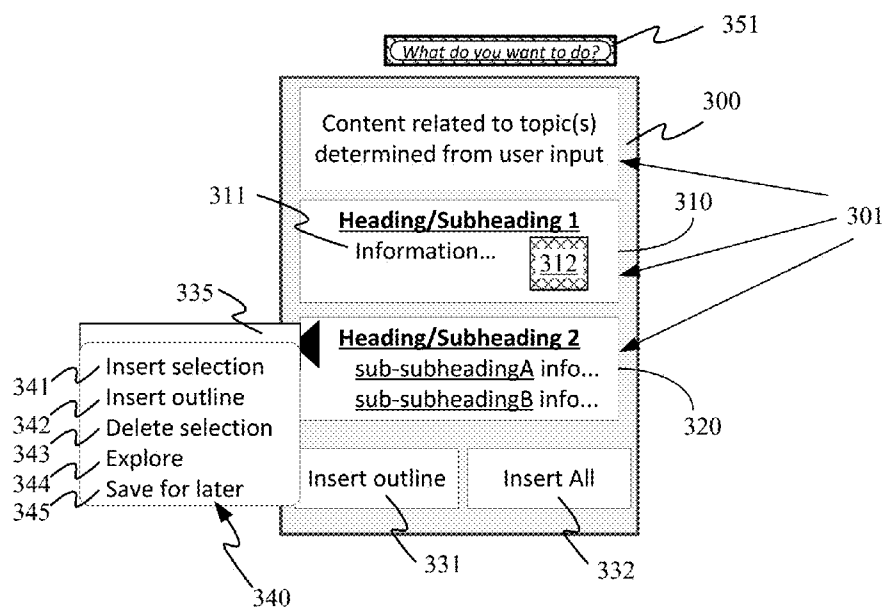 What do you want to do?
351
Content related to topic(s)
determined from user input
300
311
301
Heading/Subheading 1
310
Information...
312
335
Heading/Subheading 2
sub-subheadingA info...
sub-subheadingB info...
320
341
Insert selection
342
Insert outline
343
Delete selection
344
Explore
345
Save for later
340
Insert outline
Insert All
331
332